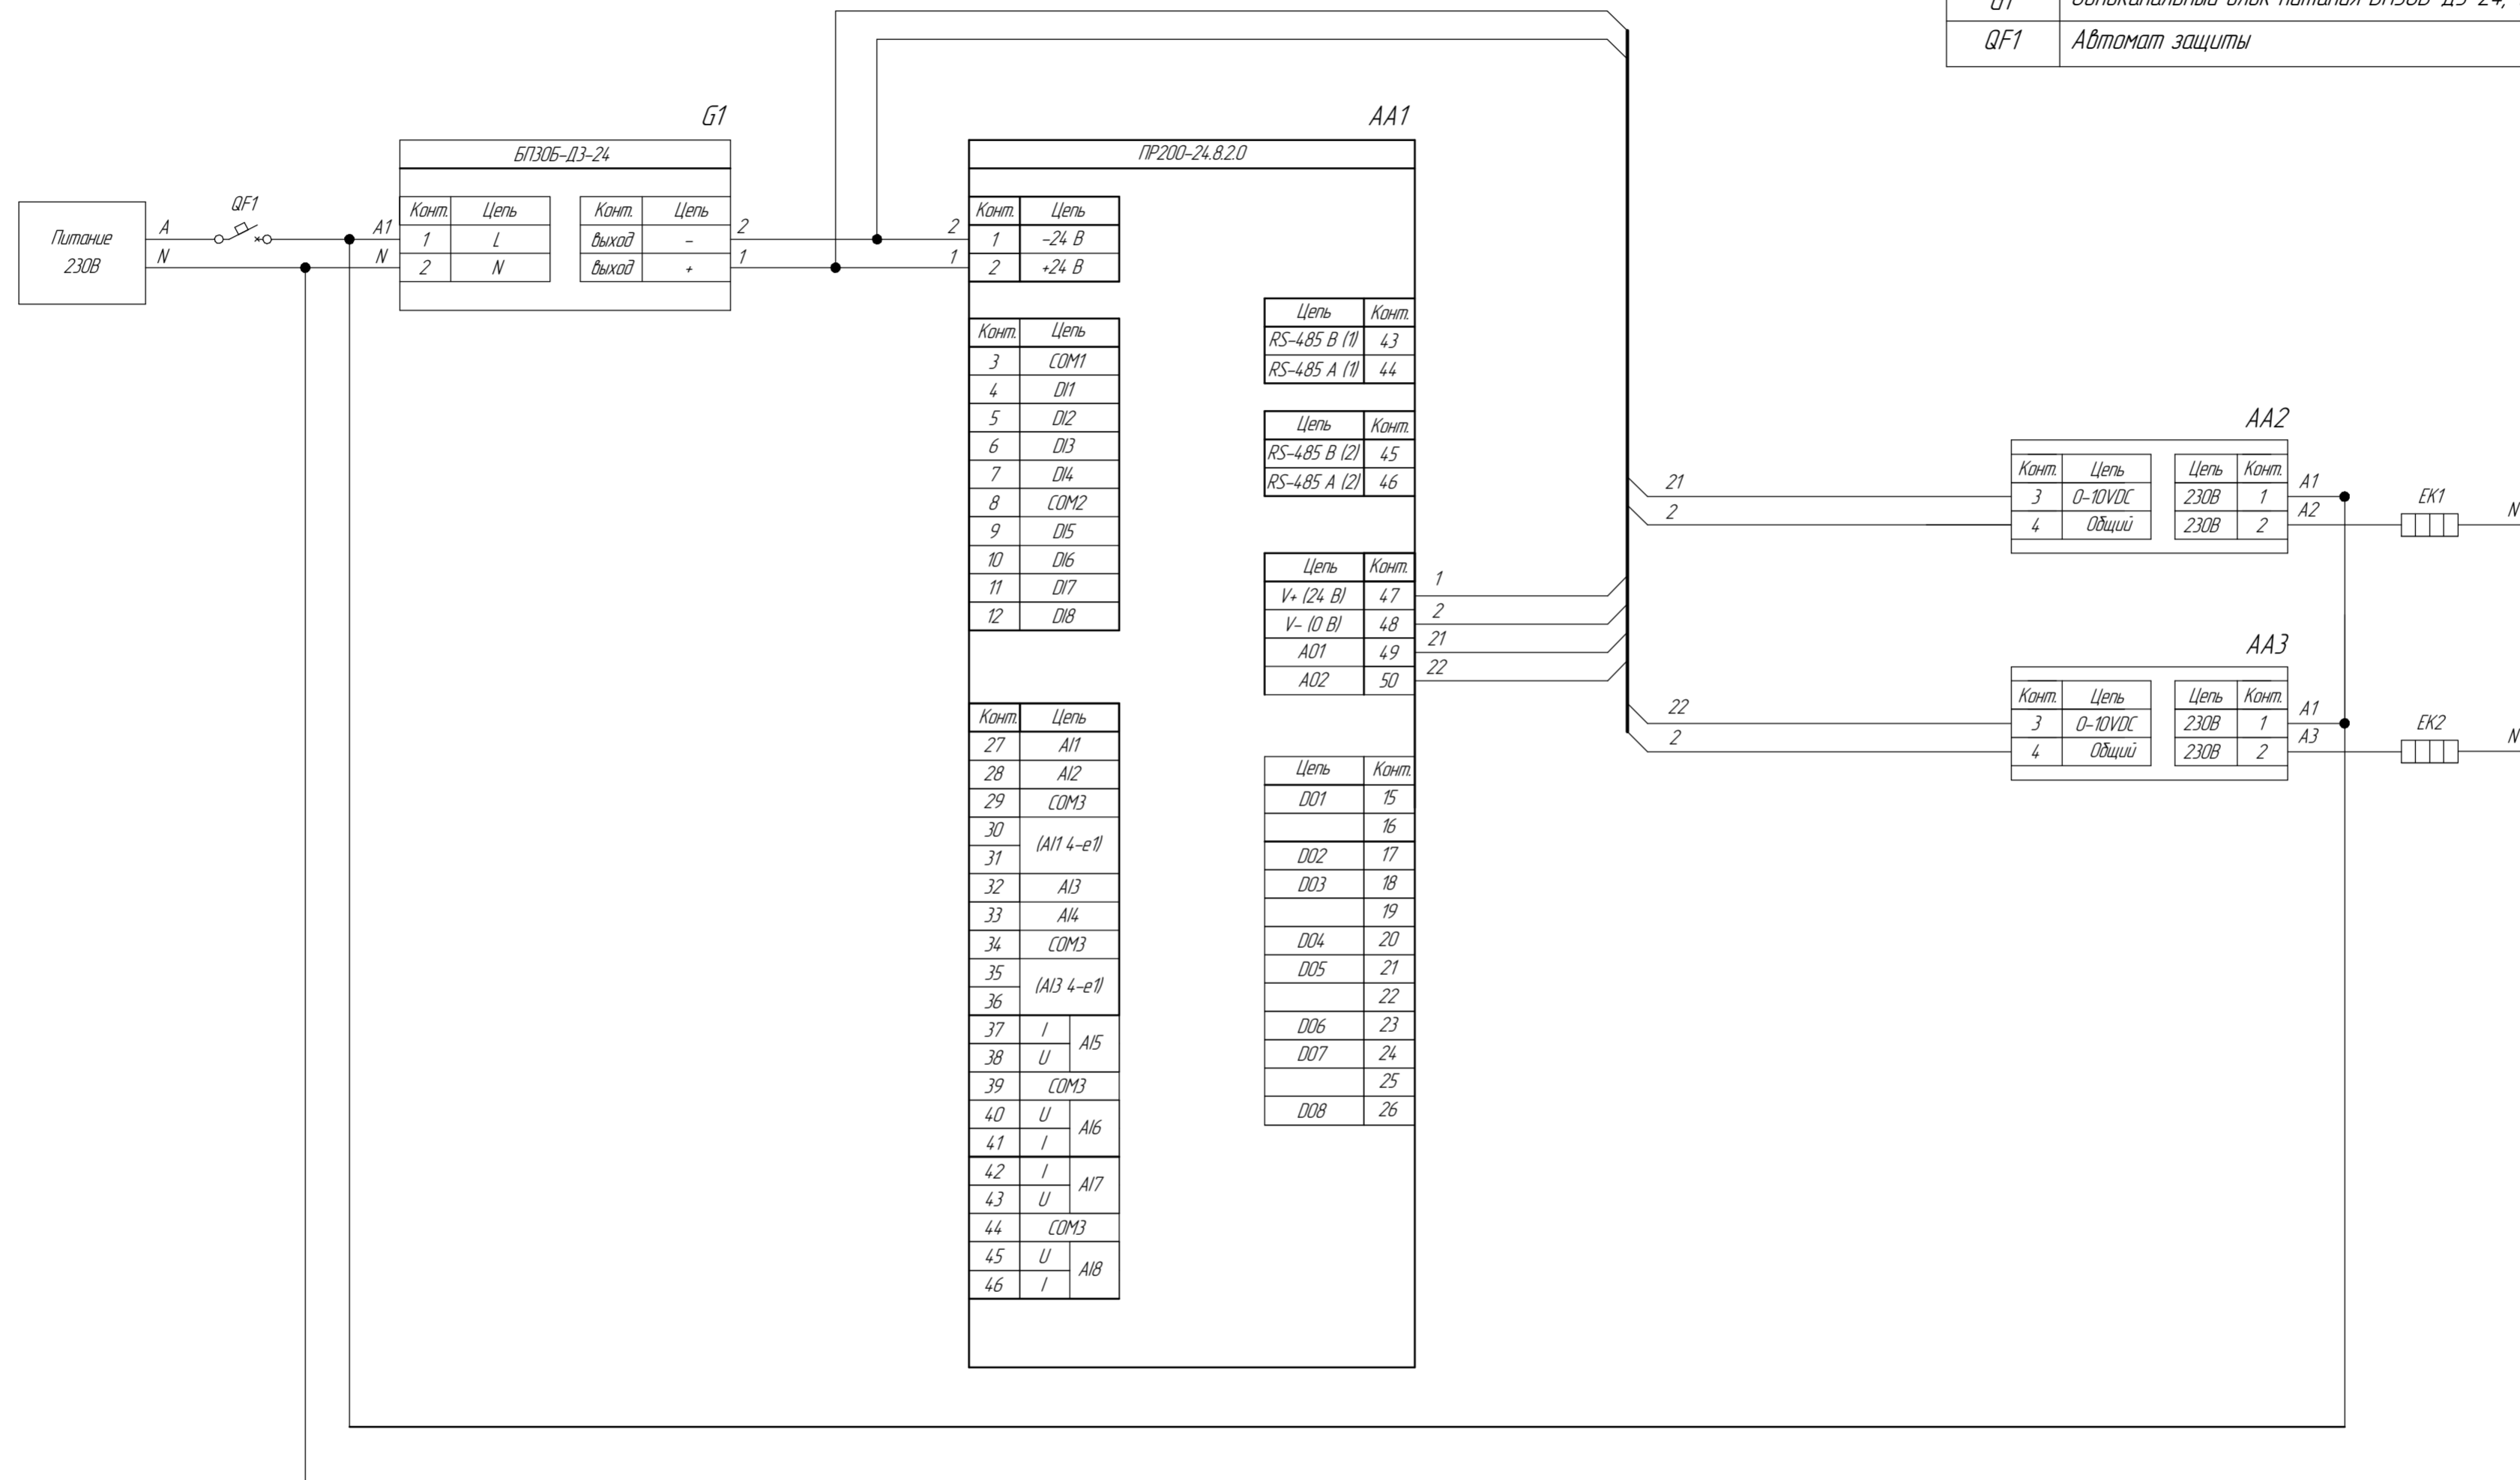 QF1 Автомат защиты
G1
БП30Б-Д3-24
Питание
230В
A
N
QF1
A1
N
Конт. Цепь
1 L
2 N
Конт. Цепь
выход -
выход +
2
1
AA1
ПР200-24.8.2.0
2
1
Конт. Цепь
1 -24 В
2 +24 В
Конт. Цепь
3 COM1
4 DI1
5 DI2
6 DI3
7 DI4
8 COM2
9 DI5
10 DI6
11 DI7
12 DI8
Конт. Цепь
27 AI1
28 AI2
29 COM3
30
(AI1 4-е1)
31
32 AI3
33 AI4
34 COM3
35
(AI3 4-е1)
36
37 I
AI5
38 U
39 COM3
40 U
AI6
41 I
42 I
AI7
43 U
44 COM3
45 U
AI8
46 I
Цепь Конт.
RS-485 B (1) 43
RS-485 A (1) 44
Цепь Конт.
RS-485 B (2) 45
RS-485 A (2) 46
Цепь Конт.
V+ (24 В) 47
V- (0 В) 48
AO1 49
AO2 50
1
2
21
22
Цепь Конт.
DO1 15
16
DO2 17
DO3 18
19
DO4 20
DO5 21
22
DO6 23
DO7 24
25
DO8 26
AA2
21
2
Конт. Цепь
3 0-10VDC
4 Общий
Цепь Конт.
230В 1
230В 2
A1
A2
EK1
N
AA3
22
2
Конт. Цепь
3 0-10VDC
4 Общий
Цепь Конт.
230В 1
230В 2
A1
A3
EK2
N